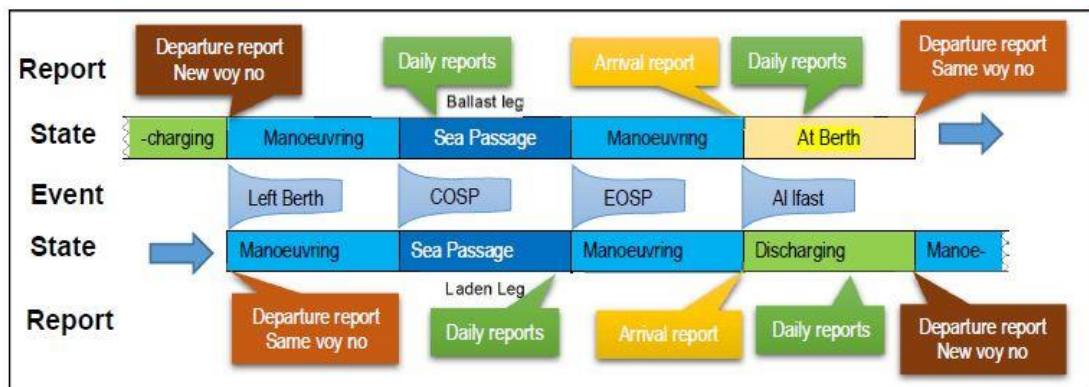 Report
Departure report
New voy no
Daily reports
Arrival report
Daily reports
Departure report
Same voy no
Ballast leg
State
-charging
Manoeuvring
Sea Passage
Manoeuvring
At Berth
Event
Left Berth
COSP
EOSP
Al lfast
State
Manoeuvring
Sea Passage
Manoeuvring
Discharging
Manoe-
Laden Leg
Report
Departure report
Same voy no
Daily reports
Arrival report
Daily reports
Departure report
New voy no